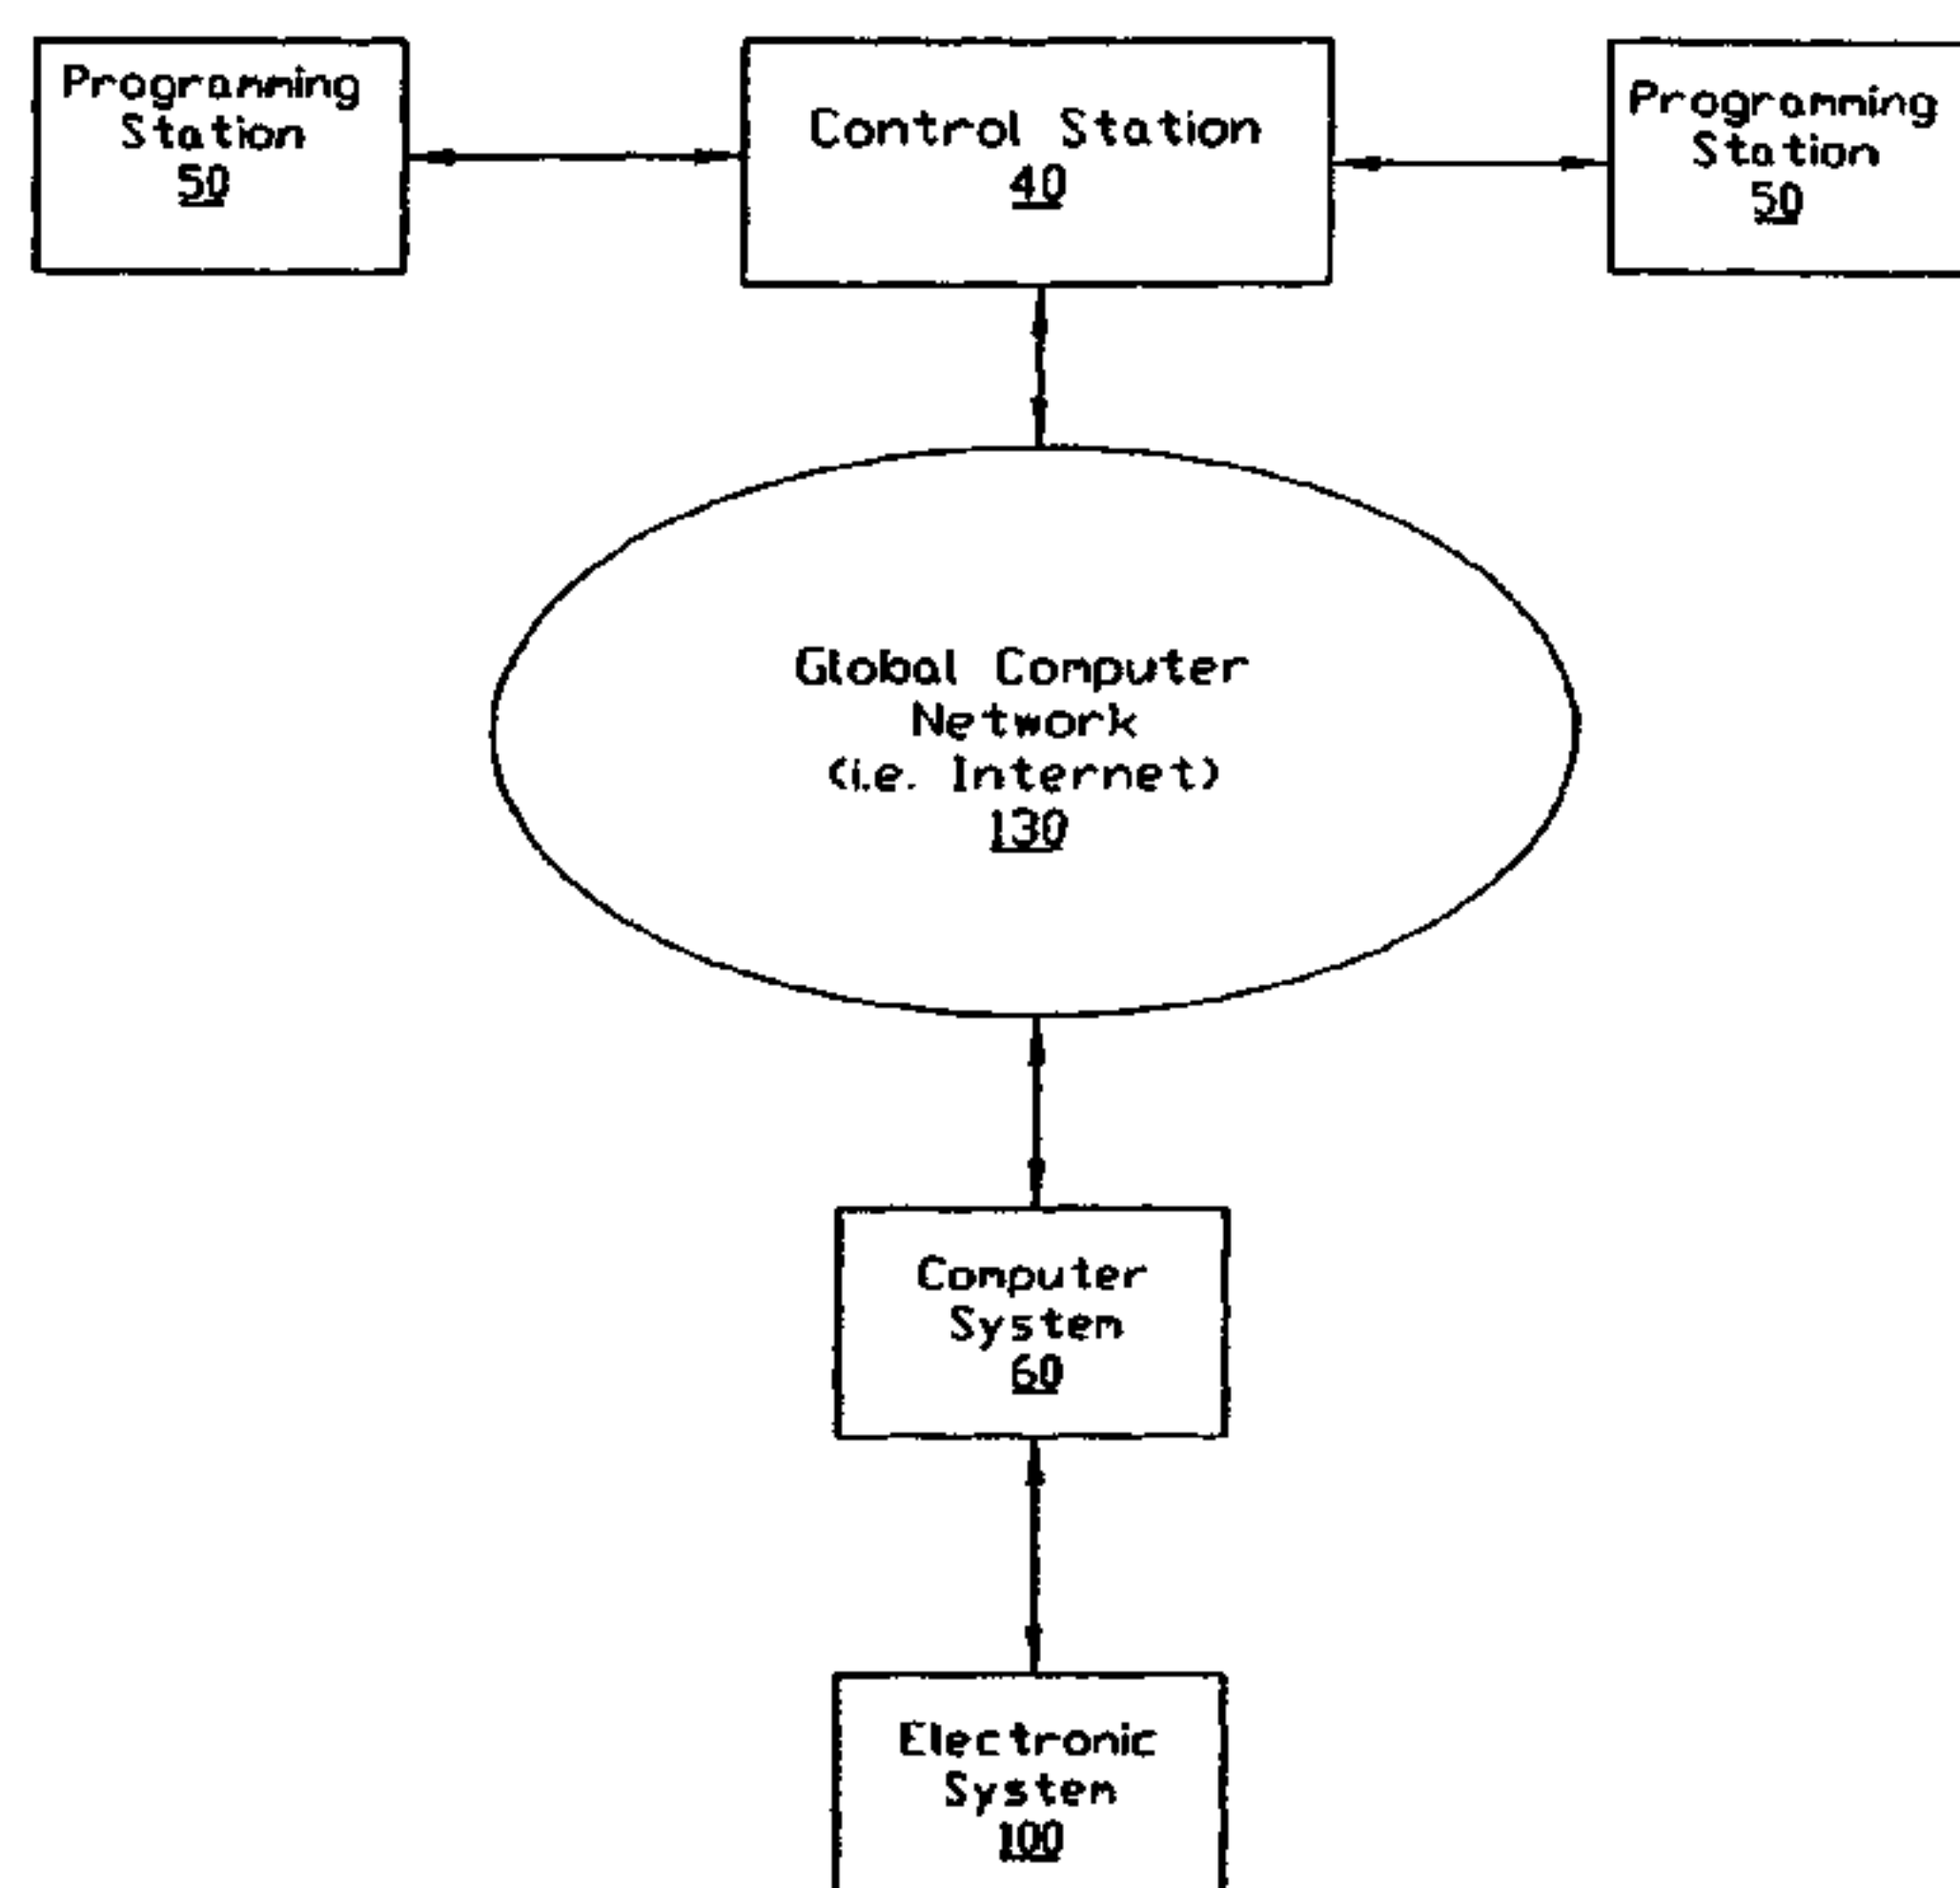 Programming
Station
50
Control Station
40
Programming
Station
50
Global Computer
Network
(i.e. Internet)
130
Computer
System
60
Electronic
System
100